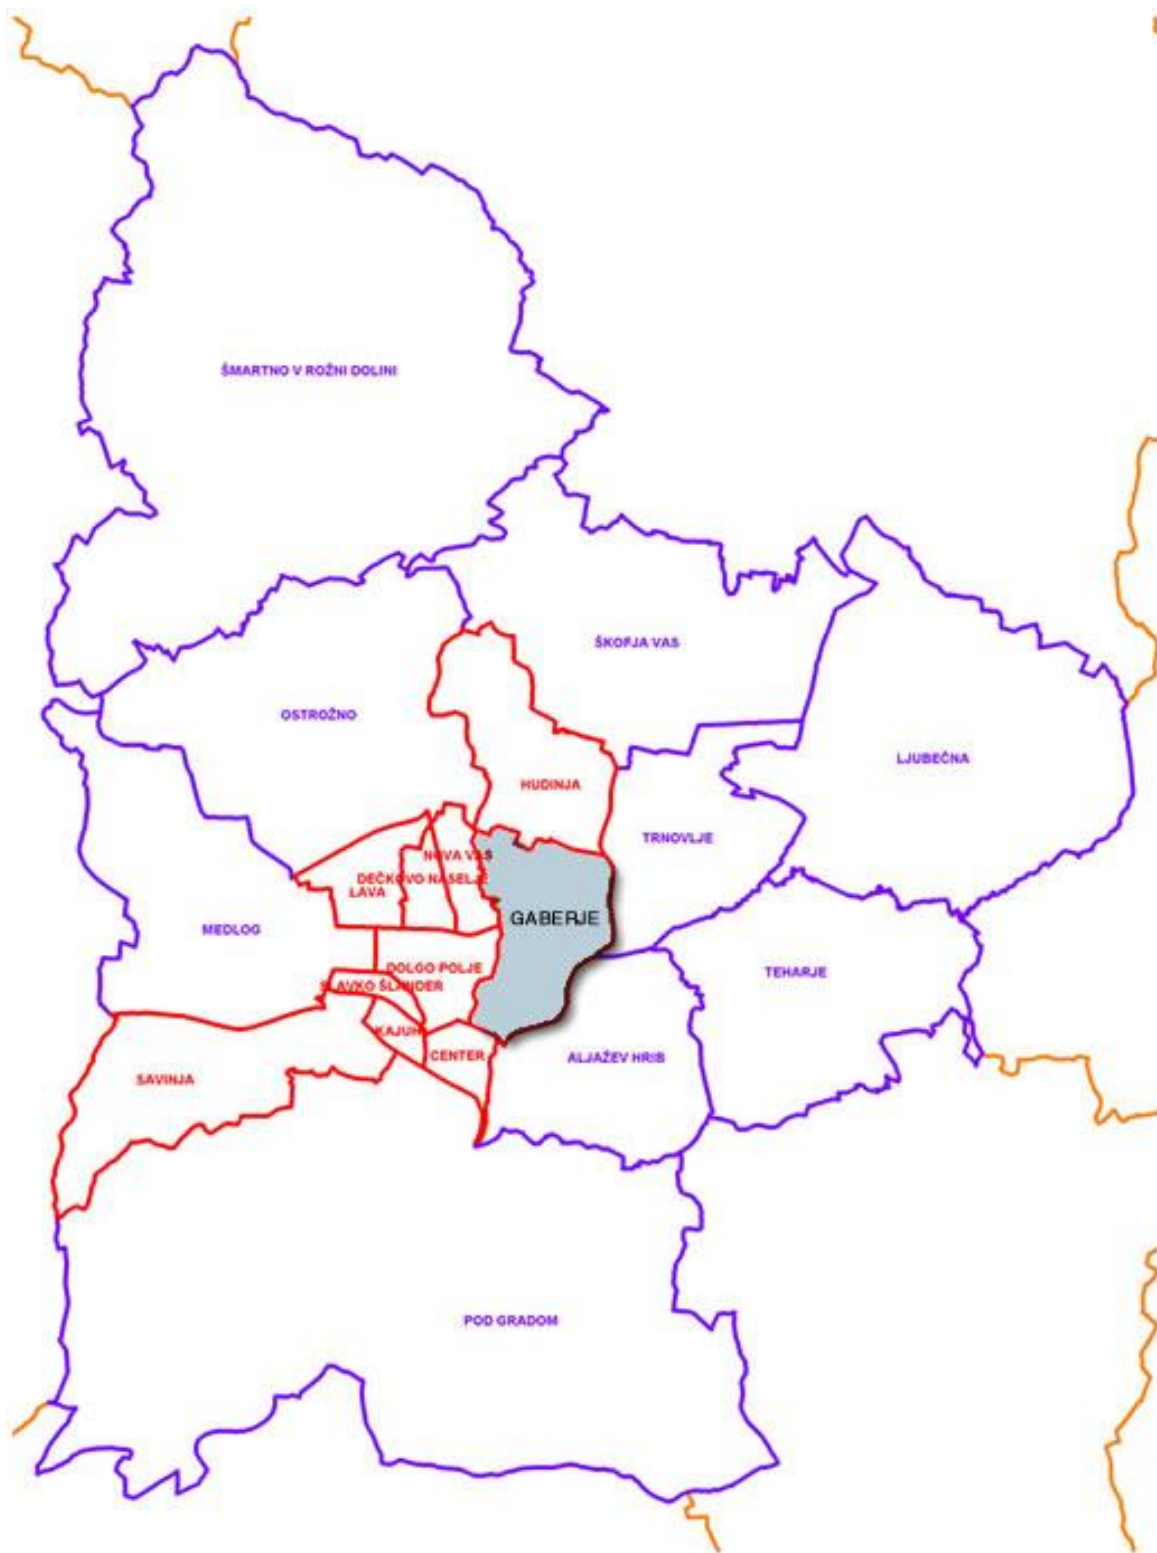 ŠMARTNO V ROŽNI DOLINI
ŠKOFJA VAS
OSTROŽNO
LJUBEČNA
HUDINJA
TRNOVLJE
NOVA VAS
DEČKOVO NASELJE
LAVA
GABERJE
MEDLOG
DOLGO POLJE
TEHARJE
SLAVKO ŠLANDER
KAJUH
CENTER
ALJAŽEV HRIB
SAVINJA
POD GRADOM